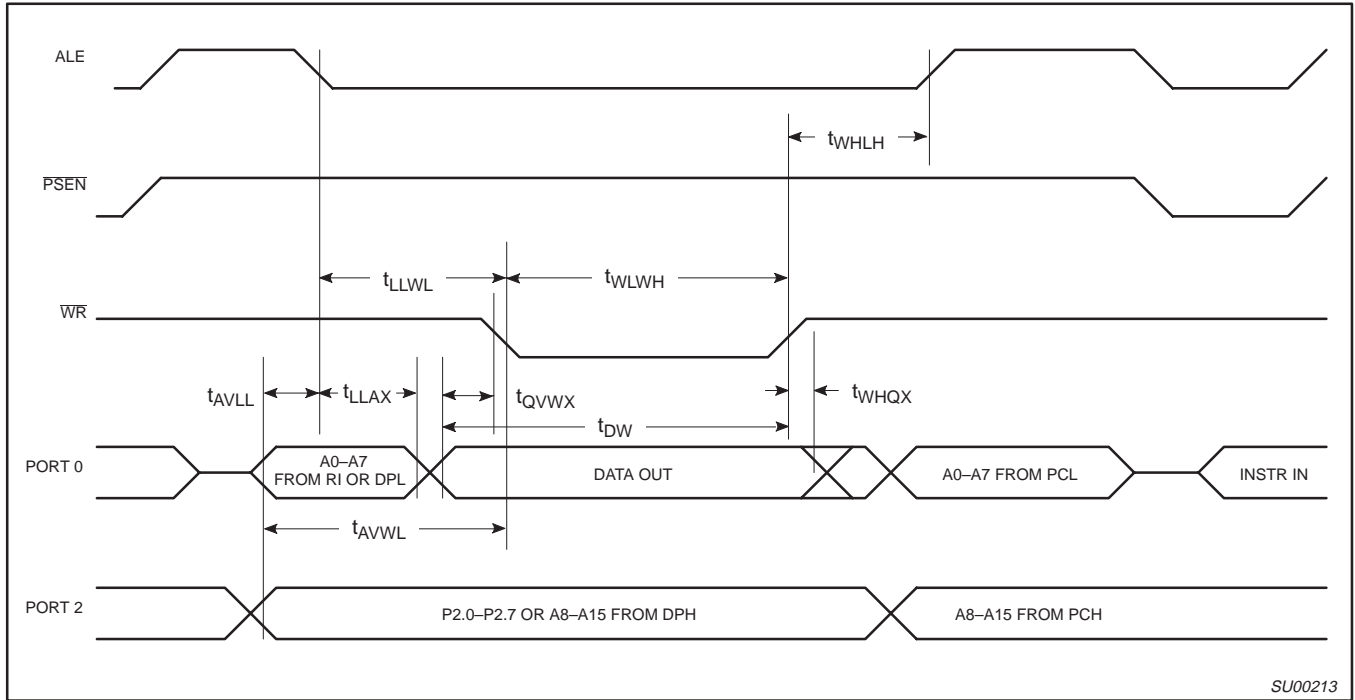 ALE
tWHLH
PSEN
tLLWL
tWLWH
WR
tAVLL
tLLAX
tQVWX
tWHQX
tDW
PORT 0
A0–A7
FROM RI OR DPL
DATA OUT
A0–A7 FROM PCL
INSTR IN
tAVWL
PORT 2
P2.0–P2.7 OR A8–A15 FROM DPH
A8–A15 FROM PCH
SU00213